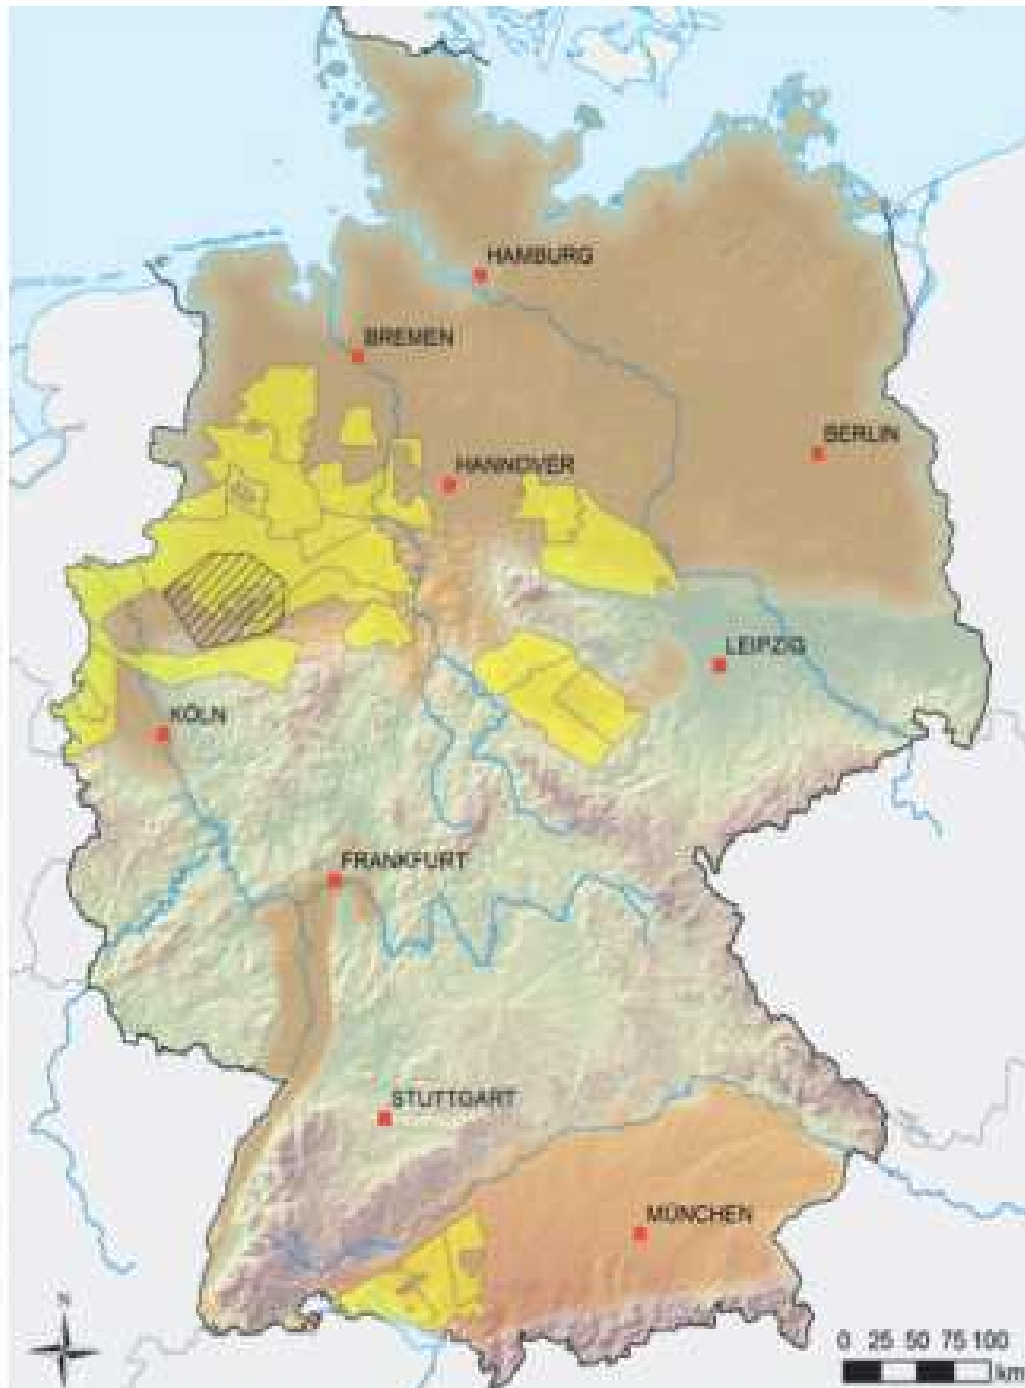 HAMBURG
BREMEN
BERLIN
HANNOVER
LEIPZIG
KÖLN
FRANKFURT
STUTTGART
MÜNCHEN
N
0 25 50 75 100
km